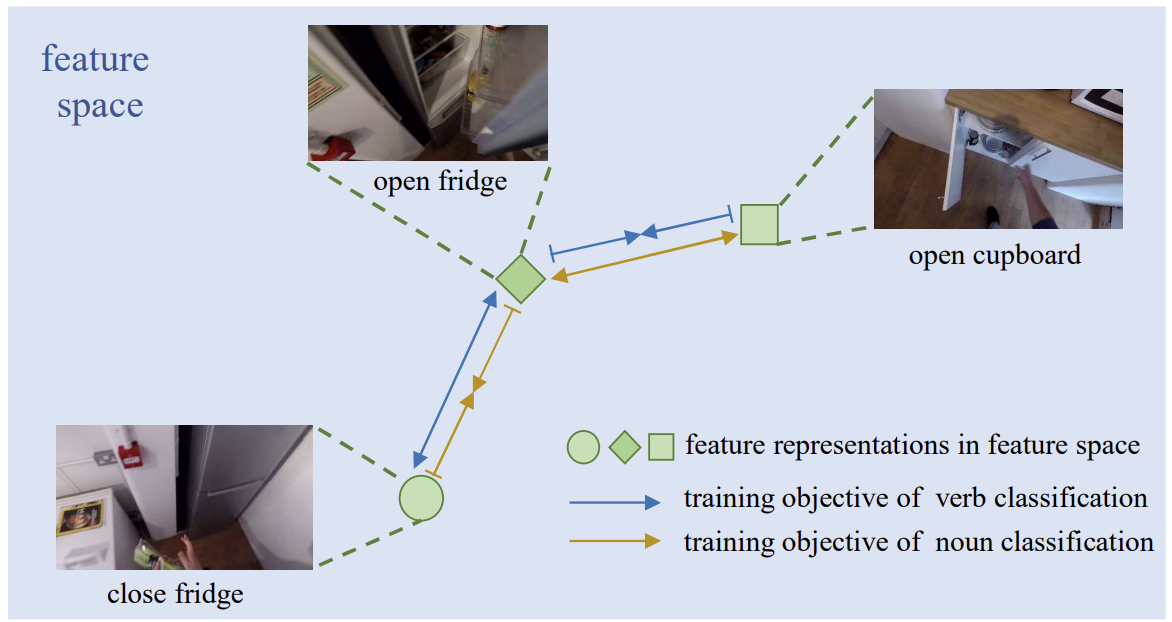 feature
space
open fridge
open cupboard
close fridge
feature representations in feature space
training objective of verb classification
training objective of noun classification